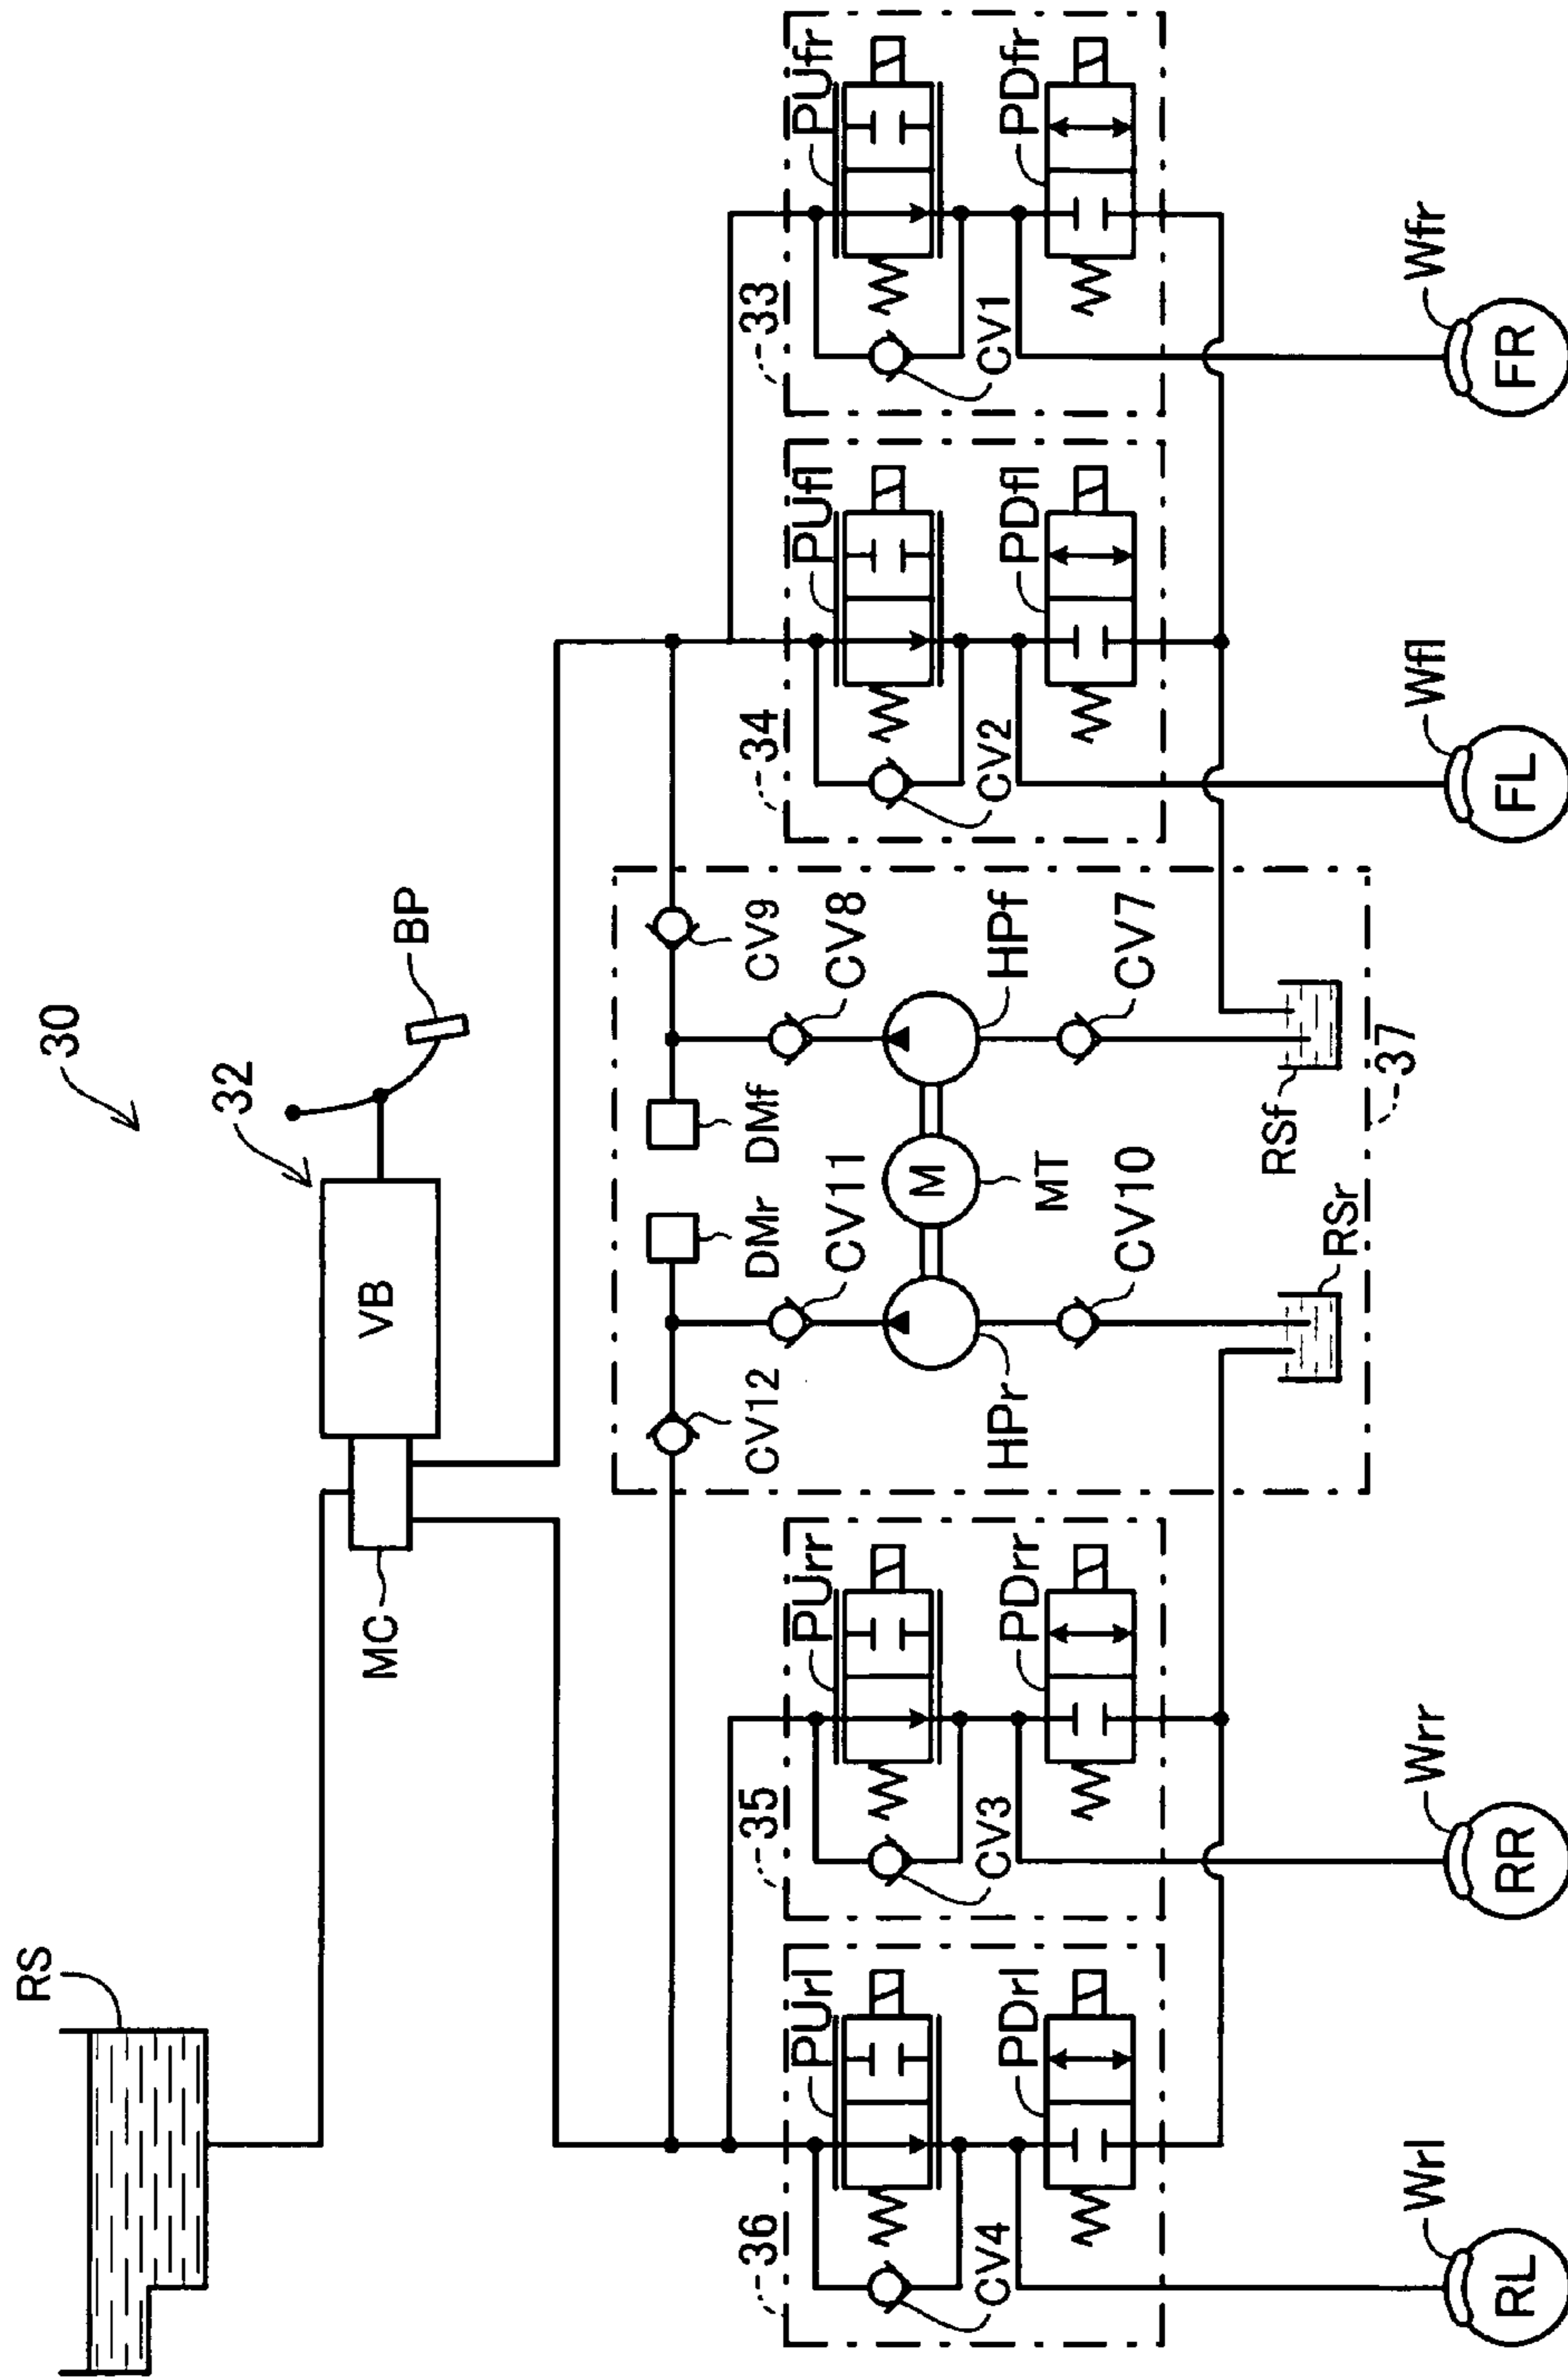 30
RS
32
BP
VB
MC
CV12
DMr
DMf
CV9
CV11
CV8
M
MT
HPr
HPf
CV10
CV7
RSr
RSf
37
36
PUrl
PDrl
CV4
35
PUrr
PDrr
CV3
34
PUfl
PDfl
CV2
33
PUfr
PDfr
CV1
Wrl
RL
Wrr
RR
Wfl
FL
Wfr
FR